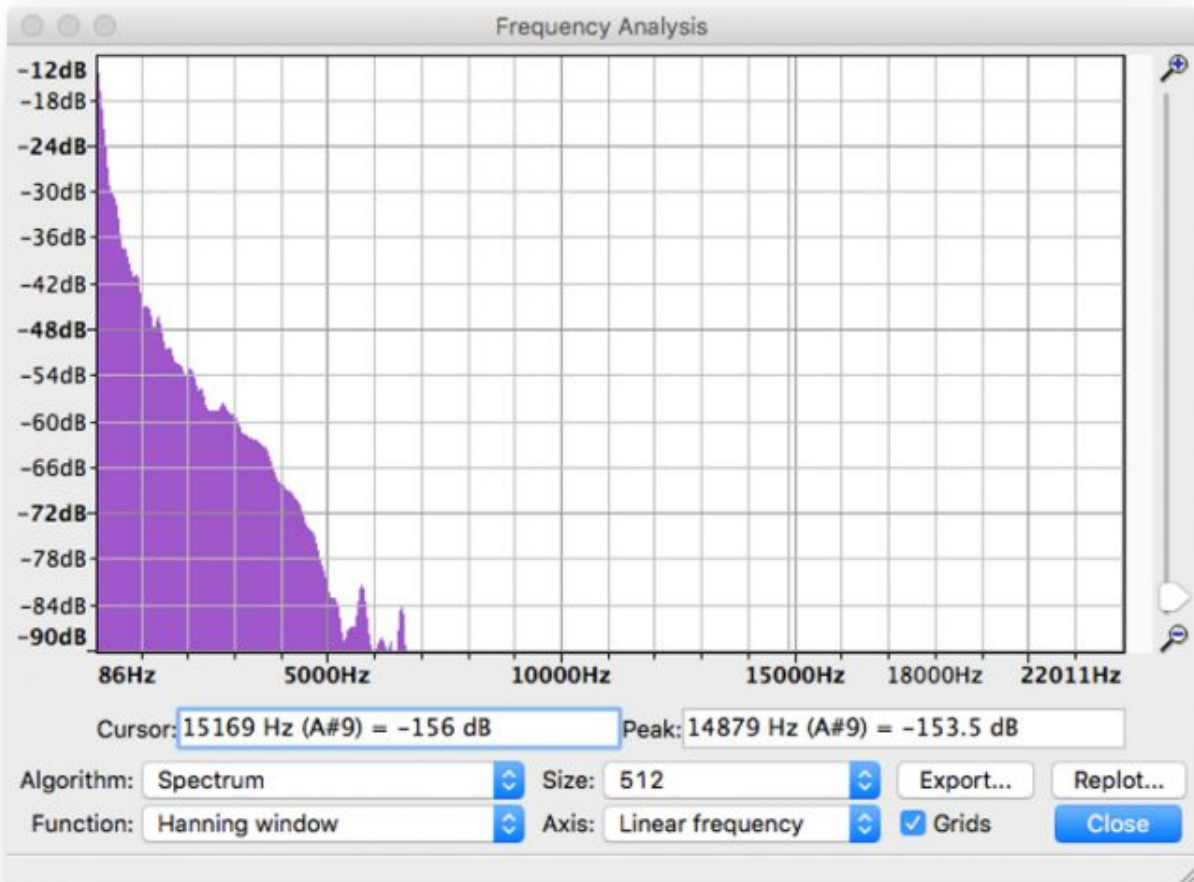 Frequency Analysis
-12dB
-18dB
-24dB
-30dB
-36dB
-42dB
-48dB
-54dB
-60dB
-66dB
-72dB
-78dB
-84dB
-90dB
86Hz 5000Hz 10000Hz 15000Hz 18000Hz 22011Hz
Cursor: 15169 Hz (A#9) = -156 dB Peak: 14879 Hz (A#9) = -153.5 dB
Algorithm: Spectrum Size: 512 Export... Replot...
Function: Hanning window Axis: Linear frequency Grids Close